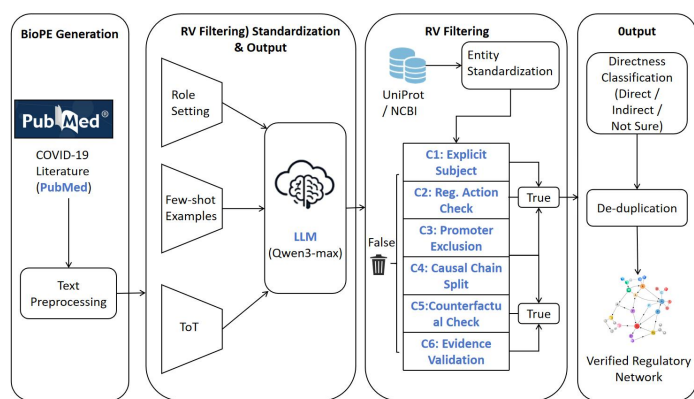 BioPE Generation
PubMed®
COVID-19
Literature
(PubMed)
Text
Preprocessing
RV Filtering) Standardization
& Output
Role
Setting
Few-shot
Examples
ToT
LLM
(Qwen3-max)
RV Filtering
UniProt
/ NCBI
Entity
Standardization
False
C1: Explicit
Subject
C2: Reg. Action
Check
C3: Promoter
Exclusion
C4: Causal Chain
Split
C5:Counterfactu
al Check
C6: Evidence
Validation
True
True
0utput
Directness
Classification
(Direct /
Indirect /
Not Sure)
De-duplication
Verified Regulatory
Network